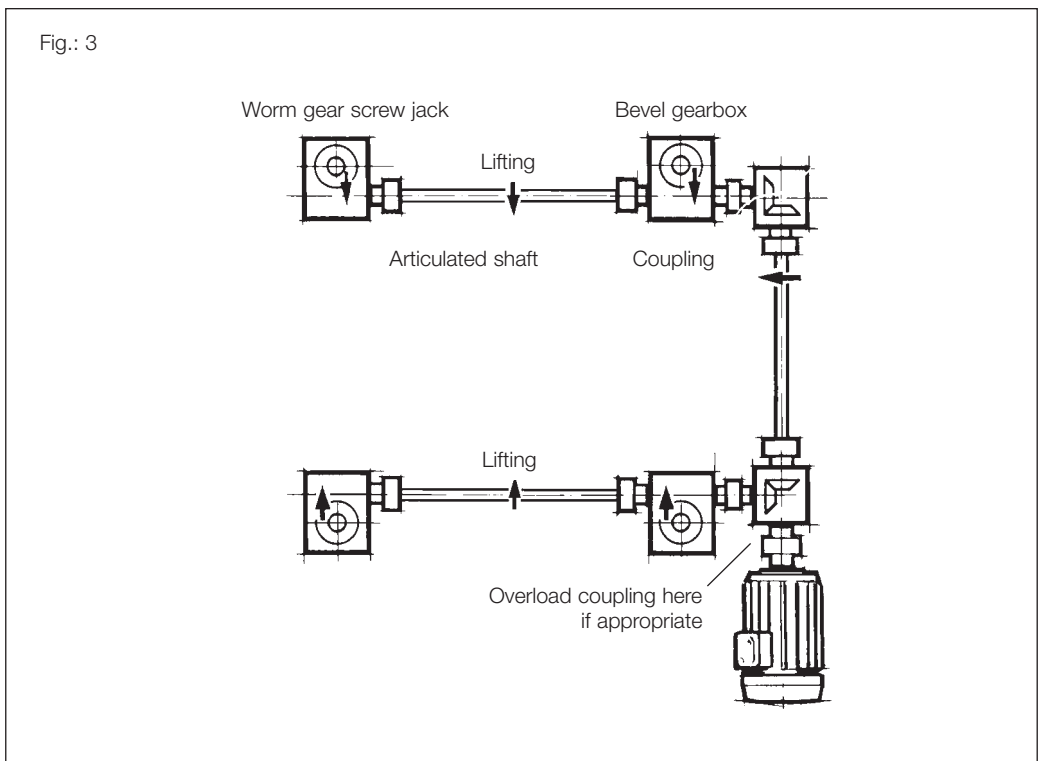 Fig.: 3
Worm gear screw jack
Bevel gearbox
Lifting
Articulated shaft
Coupling
Lifting
Overload coupling here
if appropriate